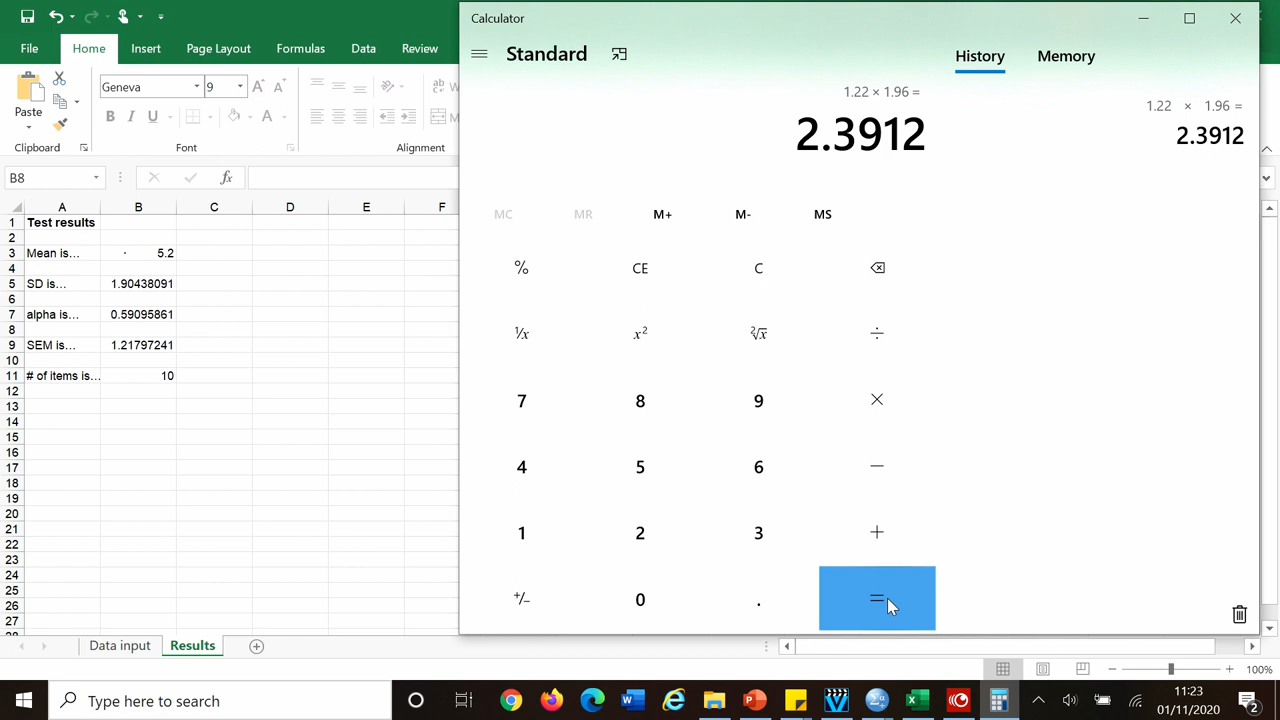 Calculator
Standard
History
Memory
1.22 × 1.96 =
2.3912
1.22 × 1.96 =
2.3912
MC MR M+ M- MS
% CE C
¹/x x² ²√x ÷
7 8 9 ×
4 5 6 −
1 2 3 +
+/− 0 . =
File Home Insert Page Layout Formulas Data Review
Geneva 9
Paste
B I U
Clipboard Font Alignment
B8 fx
A B C D E F
1 Test results
2
3 Mean is... 5.2
4
5 SD is... 1.90438091
6
7 alpha is... 0.59095861
8
9 SEM is... 1.21797241
10
11 # of items is... 10
12
13
14
15
16
17
18
19
20
21
22
23
24
25
26
27
Data input Results
100%
Type here to search
11:23
01/11/2020
2